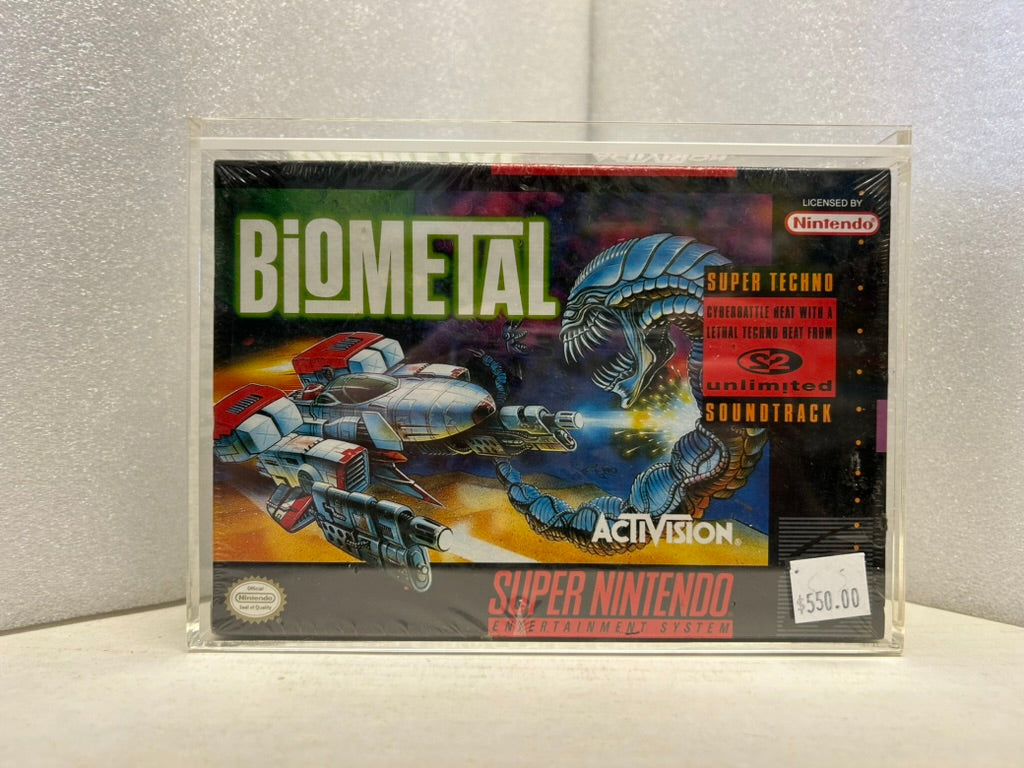 BiOMETAL
LICENSED BY
Nintendo
SUPER TECHNO
CYBERBATTLE HEAT WITH A
LETHAL TECHNO BEAT FROM
2
unlimited
SOUNDTRACK
ACTIVISION
Official
Nintendo
Seal of Quality
SUPER NINTENDO
ENTERTAINMENT SYSTEM
$550.00